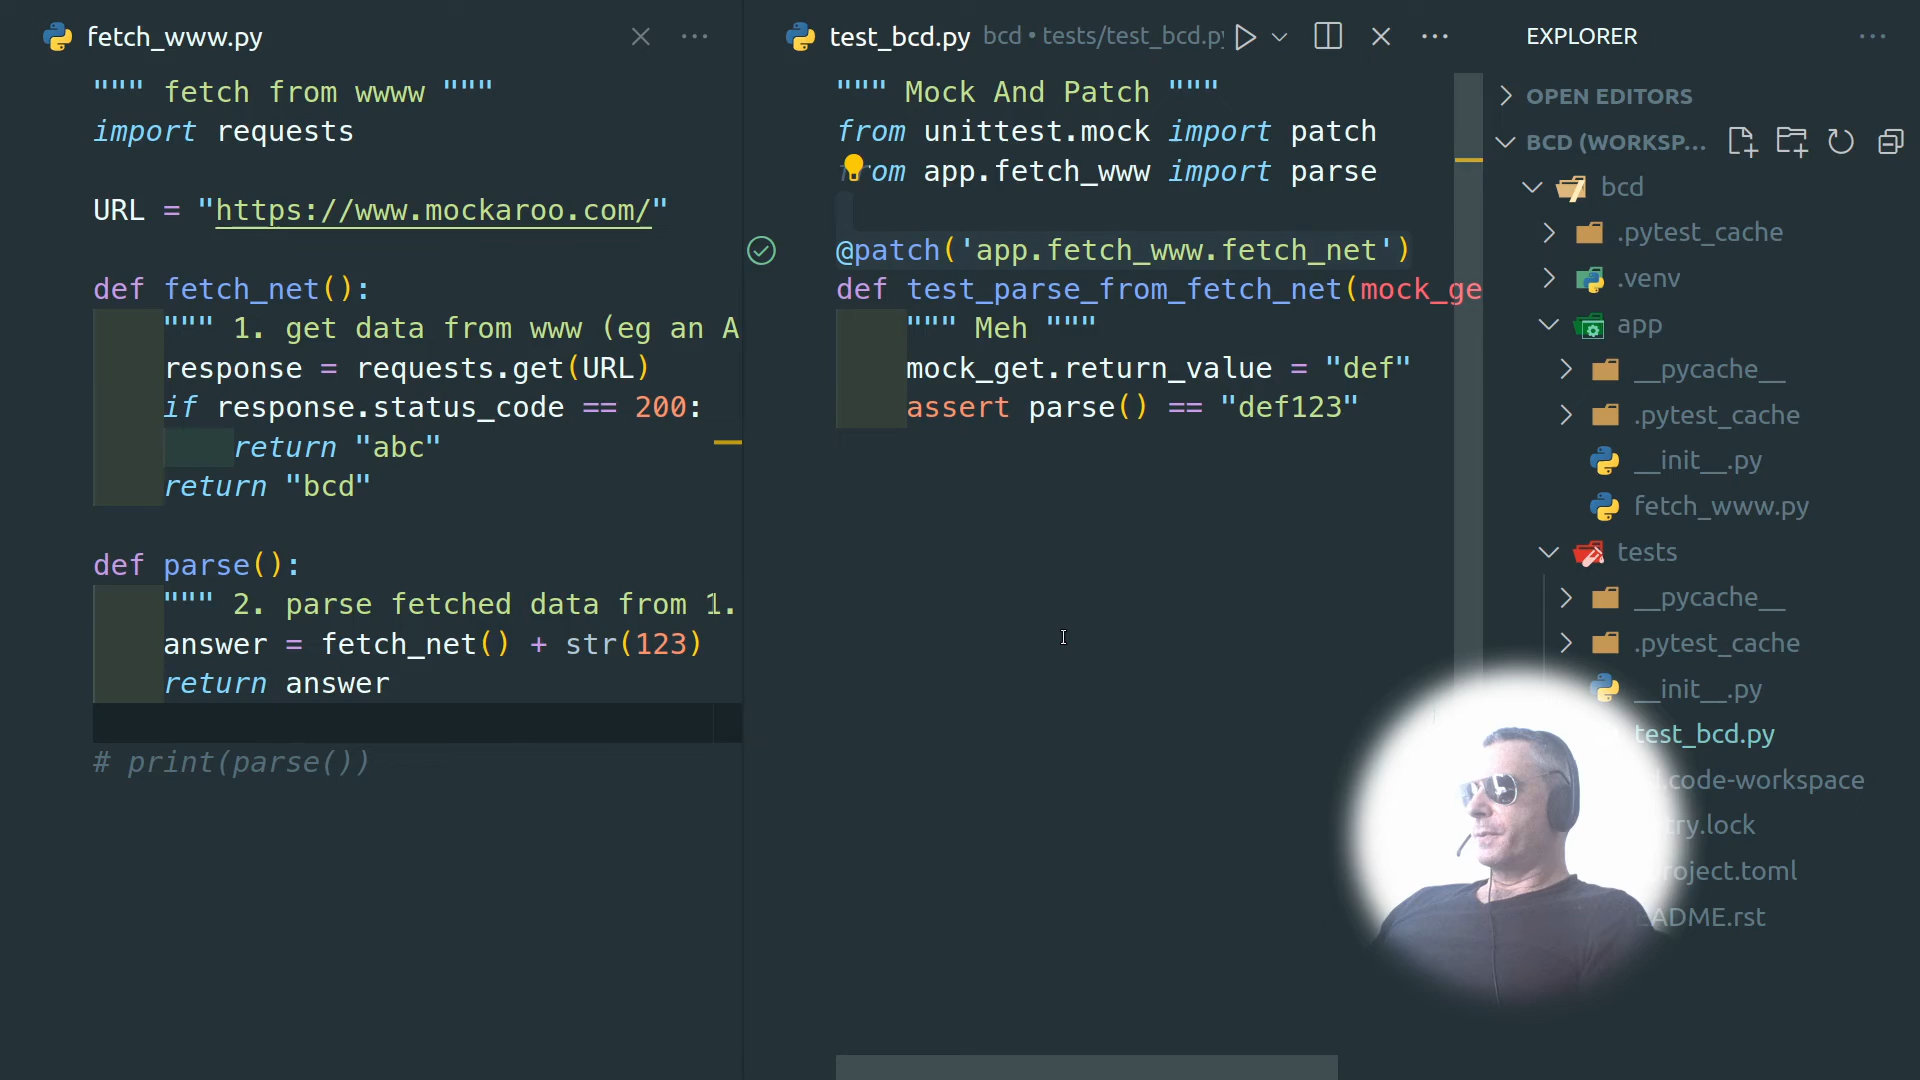 fetch_www.py
""" fetch from wwww """
import requests
URL = "https://www.mockaroo.com/"
def fetch_net():
""" 1. get data from www (eg an A
response = requests.get(URL)
if response.status_code == 200:
return "abc"
return "bcd"
def parse():
""" 2. parse fetched data from 1.
answer = fetch_net() + str(123)
return answer
# print(parse())
test_bcd.py bcd • tests/test_bcd.py
""" Mock And Patch """
from unittest.mock import patch
from app.fetch_www import parse
@patch('app.fetch_www.fetch_net')
def test_parse_from_fetch_net(mock_ge
""" Meh """
mock_get.return_value = "def"
assert parse() == "def123"
EXPLORER
OPEN EDITORS
BCD (WORKSP...
bcd
.pytest_cache
.venv
app
__pycache__
.pytest_cache
__init__.py
fetch_www.py
tests
__pycache__
.pytest_cache
__init__.py
test_bcd.py
.code-workspace
try.lock
roject.toml
EADME.rst